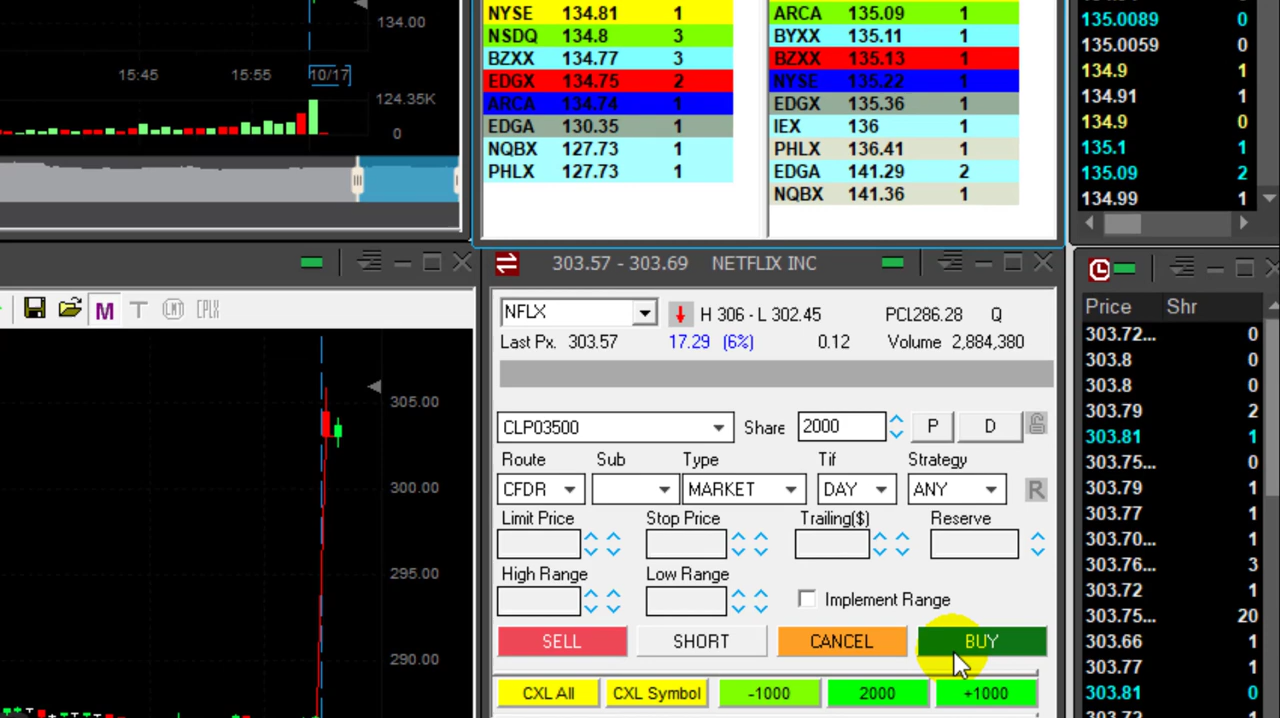 134.00
15:45 15:55 10/17
124.35K
0
NYSE 134.81 1
NSDQ 134.8 3
BZXX 134.77 3
EDGX 134.75 2
ARCA 134.74 1
EDGA 130.35 1
NQBX 127.73 1
PHLX 127.73 1
ARCA 135.09 1
BYXX 135.11 1
BZXX 135.13 1
NYSE 135.22 1
EDGX 135.36 1
IEX 136 1
PHLX 136.41 1
EDGA 141.29 2
NQBX 141.36 1
135.0089 0
135.0059 0
134.9 1
134.91 1
134.9 0
135.1 1
135.09 2
134.99 1
M T LMT CPLX
305.00
300.00
295.00
290.00
303.57 - 303.69 NETFLIX INC
NFLX H 306 - L 302.45 PCL286.28 Q
Last Px. 303.57 17.29 (6%) 0.12 Volume 2,884,380
CLP03500 Share 2000 P D
Route Sub Type Tif Strategy
CFDR MARKET DAY ANY R
Limit Price Stop Price Trailing($) Reserve
High Range Low Range
Implement Range
SELL SHORT CANCEL BUY
CXL All CXL Symbol -1000 2000 +1000
Price Shr
303.72... 0
303.8 0
303.8 0
303.79 2
303.81 1
303.75... 0
303.79 1
303.77 1
303.70... 1
303.76... 3
303.72 1
303.75... 20
303.66 1
303.77 1
303.81 0
303.72 1